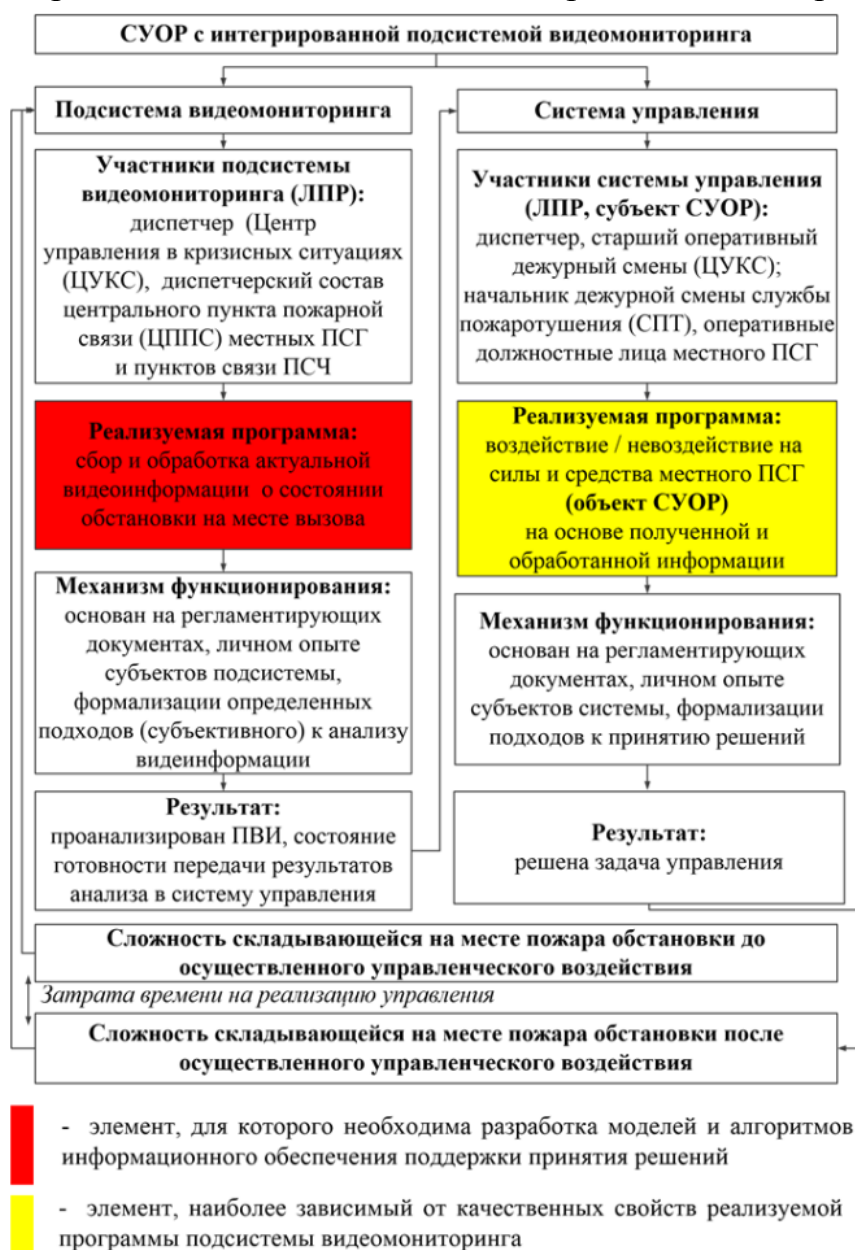 СУОР с интегрированной подсистемой видеомониторинга
Подсистема видеомониторинга
Участники подсистемы
видеомониторинга (ЛПР):
диспетчер (Центр
управления в кризисных ситуациях
(ЦУКС), диспетчерский состав
центрального пункта пожарной
связи (ЦППС) местных ПСГ
и пунктов связи ПСЧ
Реализуемая программа:
сбор и обработка актуальной
видеоинформации о состоянии
обстановки на месте вызова
Механизм функционирования:
основан на регламентирующих
документах, личном опыте
субъектов подсистемы,
формализации определенных
подходов (субъективного) к анализу
видеинформации
Результат:
проанализирован ПВИ, состояние
готовности передачи результатов
анализа в систему управления
Система управления
Участники системы управления
(ЛПР, субъект СУОР):
диспетчер, старший оперативный
дежурный смены (ЦУКС);
начальник дежурной смены службы
пожаротушения (СПТ), оперативные
должностные лица местного ПСГ
Реализуемая программа:
воздействие / невоздействие на
силы и средства местного ПСГ
(объект СУОР)
на основе полученной и
обработанной информации
Механизм функционирования:
основан на регламентирующих
документах, личном опыте
субъектов системы, формализации
подходов к принятию решений
Результат:
решена задача управления
Сложность складывающейся на месте пожара обстановки до
осуществленного управленческого воздействия
Затрата времени на реализацию управления
Сложность складывающейся на месте пожара обстановки после
осуществленного управленческого воздействия
- элемент, для которого необходима разработка моделей и алгоритмов
информационного обеспечения поддержки принятия решений
- элемент, наиболее зависимый от качественных свойств реализуемой
программы подсистемы видеомониторинга